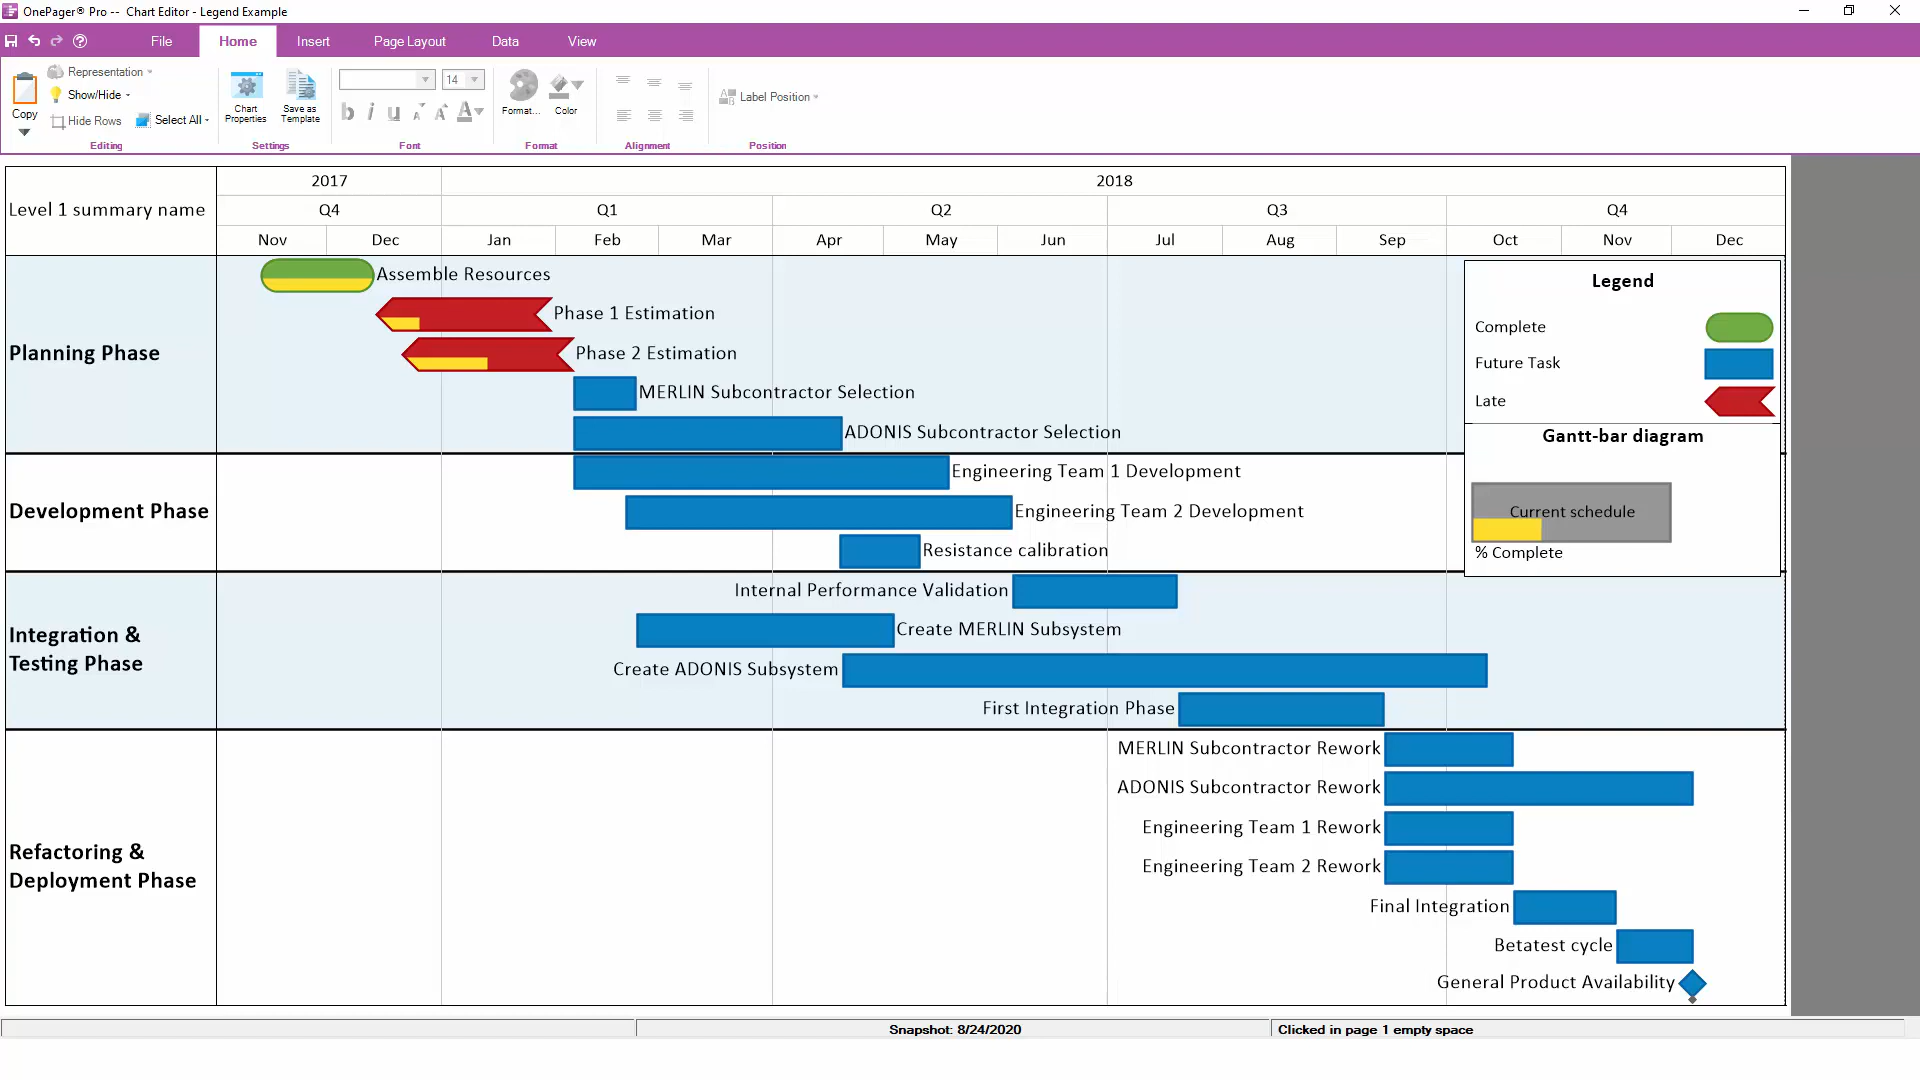 OnePager® Pro -- Chart Editor - Legend Example
File Home Insert Page Layout Data View
Copy
Representation
Show/Hide
Hide Rows
Select All
Editing
Chart
Properties
Save as
Template
Settings
14
b i u A A A
Font
Format...
Color
Format
Alignment
Label Position
Position
Level 1 summary name
2017 2018
Q4 Q1 Q2 Q3 Q4
Nov Dec Jan Feb Mar Apr May Jun Jul Aug Sep Oct Nov Dec
Planning Phase
Assemble Resources
Phase 1 Estimation
Phase 2 Estimation
MERLIN Subcontractor Selection
ADONIS Subcontractor Selection
Legend
Complete
Future Task
Late
Gantt-bar diagram
Current schedule
% Complete
Development Phase
Engineering Team 1 Development
Engineering Team 2 Development
Resistance calibration
Integration &
Testing Phase
Internal Performance Validation
Create MERLIN Subsystem
Create ADONIS Subsystem
First Integration Phase
Refactoring &
Deployment Phase
MERLIN Subcontractor Rework
ADONIS Subcontractor Rework
Engineering Team 1 Rework
Engineering Team 2 Rework
Final Integration
Betatest cycle
General Product Availability
Snapshot: 8/24/2020
Clicked in page 1 empty space